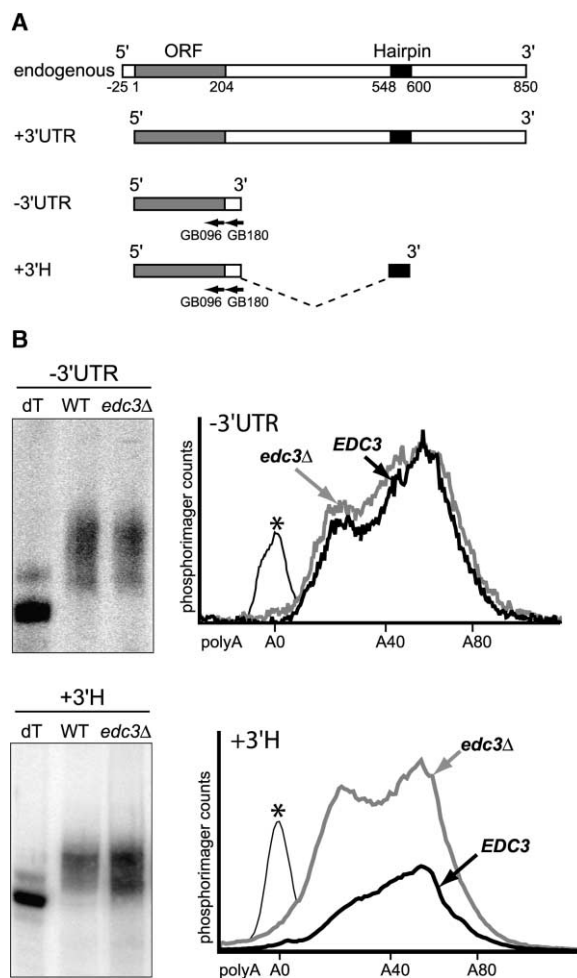 A
5' ORF Hairpin 3'
endogenous
-25 1 204 548 600 850
5' 3'
+3'UTR
5' 3'
-3'UTR
GB096 GB180
5' 3'
+3'H
GB096 GB180
B
-3'UTR
dT WT edc3Δ
-3'UTR
edc3Δ
EDC3
*
phosphorimager counts
polyA A0 A40 A80
+3'H
dT WT edc3Δ
+3'H
edc3Δ
*
EDC3
phosphorimager counts
polyA A0 A40 A80